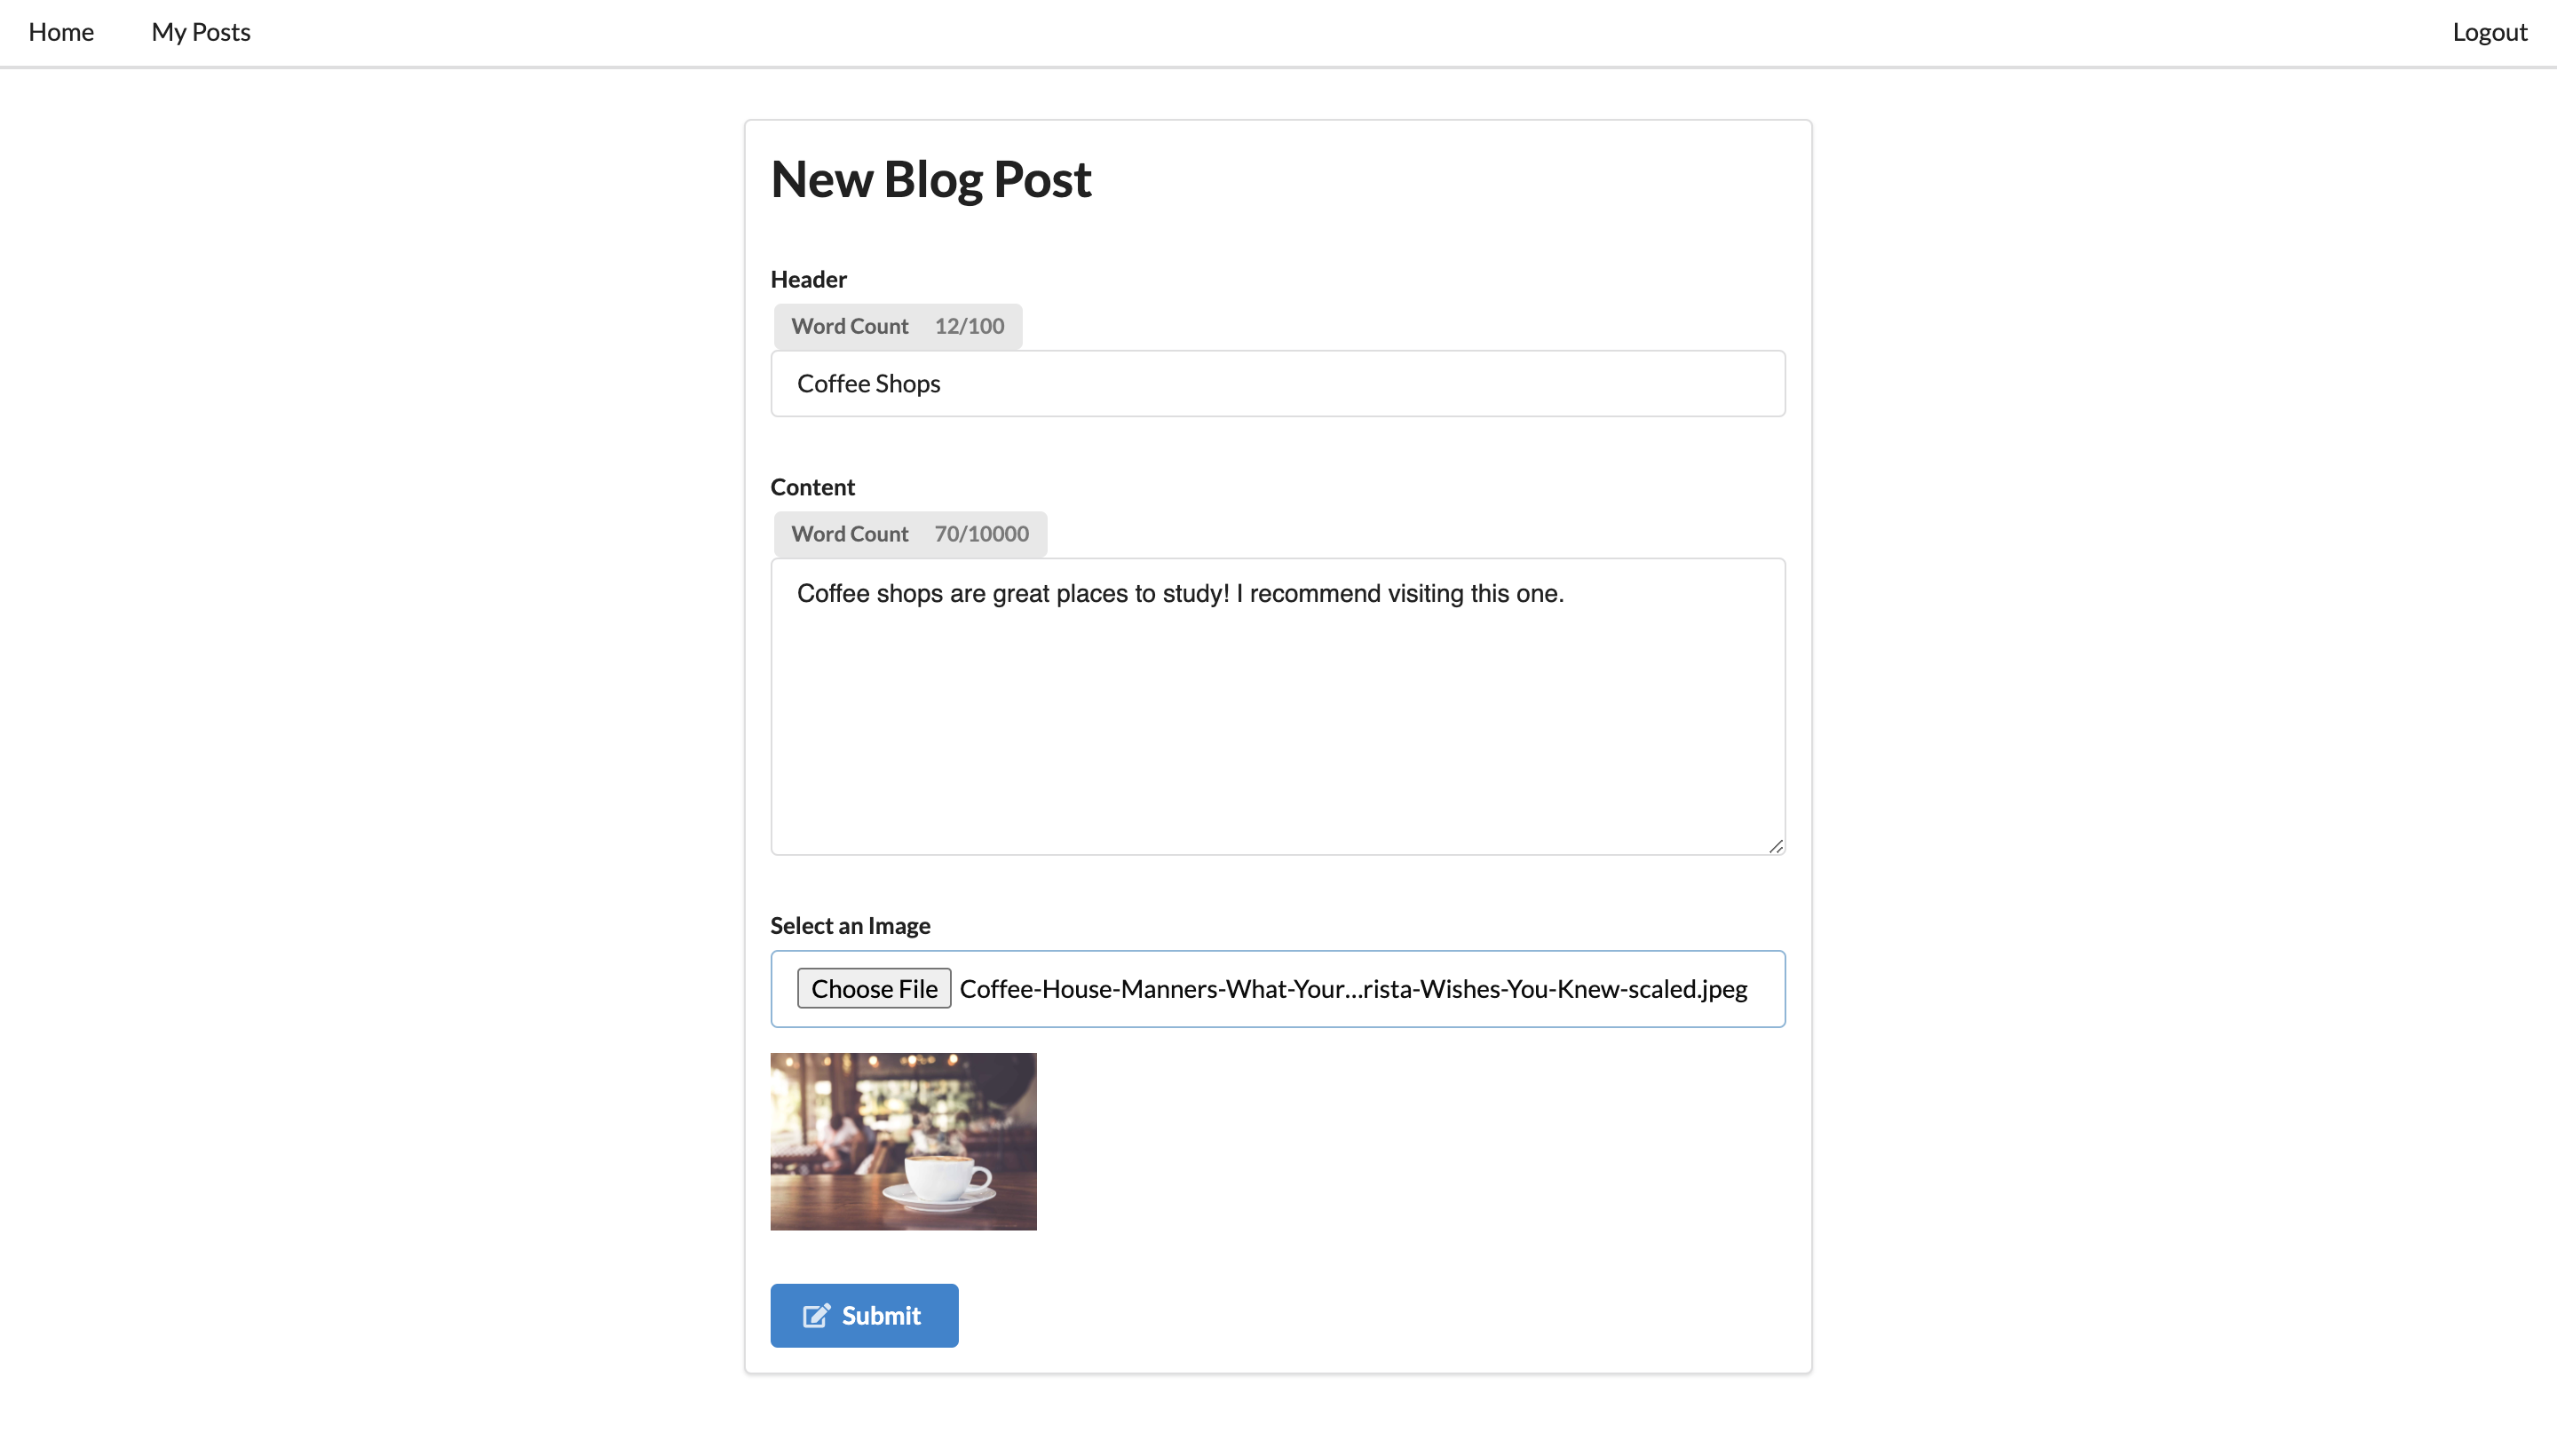 Home My Posts Logout
New Blog Post
Header
Word Count 12/100
Coffee Shops
Content
Word Count 70/10000
Coffee shops are great places to study! I recommend visiting this one.
Select an Image
Choose File Coffee-House-Manners-What-Your...rista-Wishes-You-Knew-scaled.jpeg
Submit